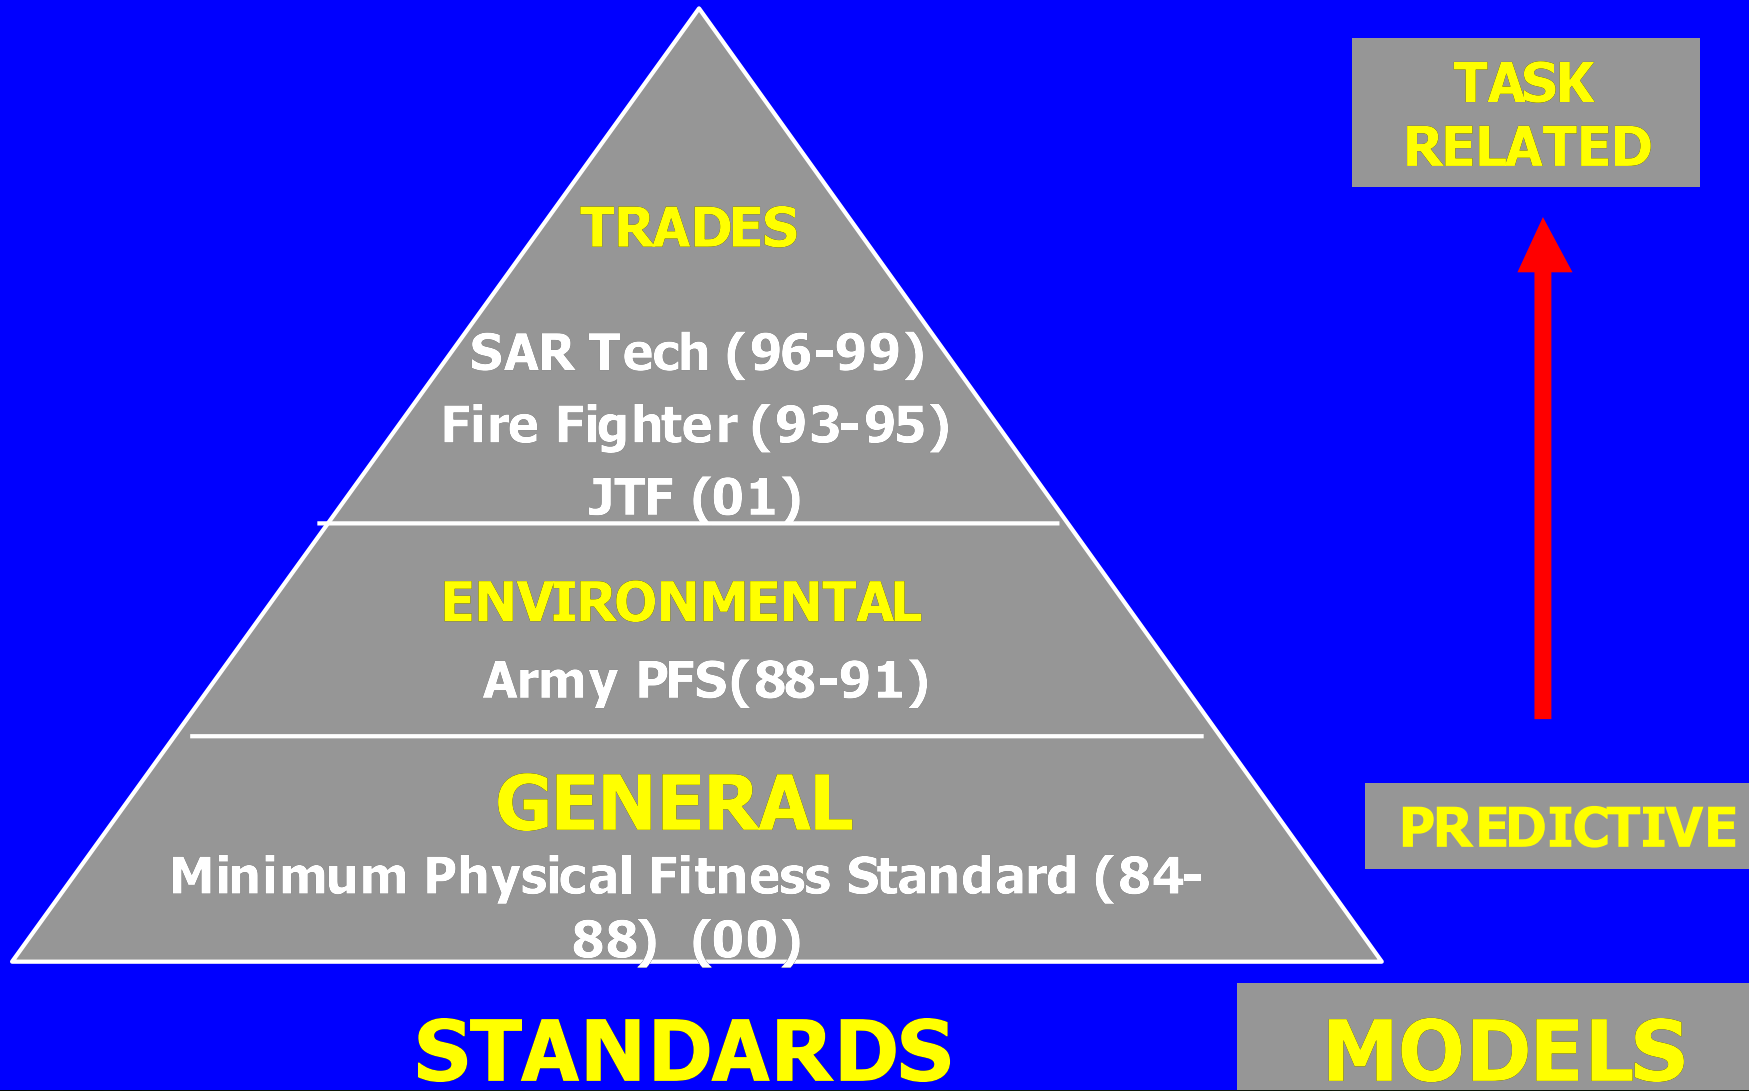 TRADES
SAR Tech (96-99)
Fire Fighter (93-95)
JTF (01)
ENVIRONMENTAL
Army PFS(88-91)
GENERAL
Minimum Physical Fitness Standard (84-
88) (00)
STANDARDS
TASK
RELATED
PREDICTIVE
MODELS